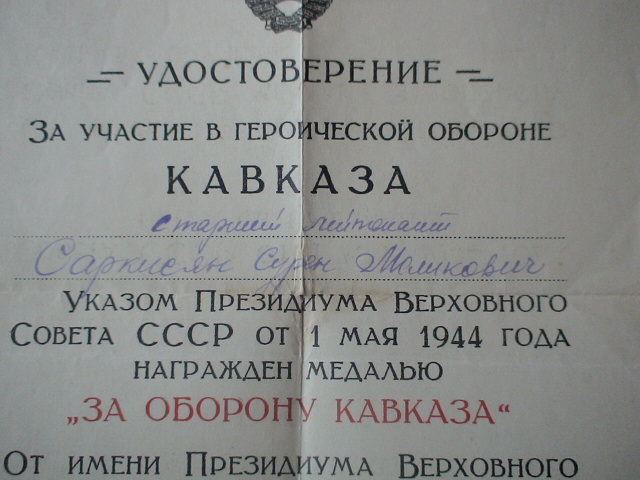 УДОСТОВЕРЕНИЕ
ЗА УЧАСТИЕ В ГЕРОИЧЕСКОЙ ОБОРОНЕ
КАВКАЗА
старший лейтенант
Саркисян Сурен Меликович
УКАЗОМ ПРЕЗИДИУМА ВЕРХОВНОГО
СОВЕТА СССР ОТ 1 МАЯ 1944 ГОДА
НАГРАЖДЕН МЕДАЛЬЮ
„ЗА ОБОРОНУ КАВКАЗА“
ОТ ИМЕНИ ПРЕЗИДИУМА ВЕРХОВНОГО